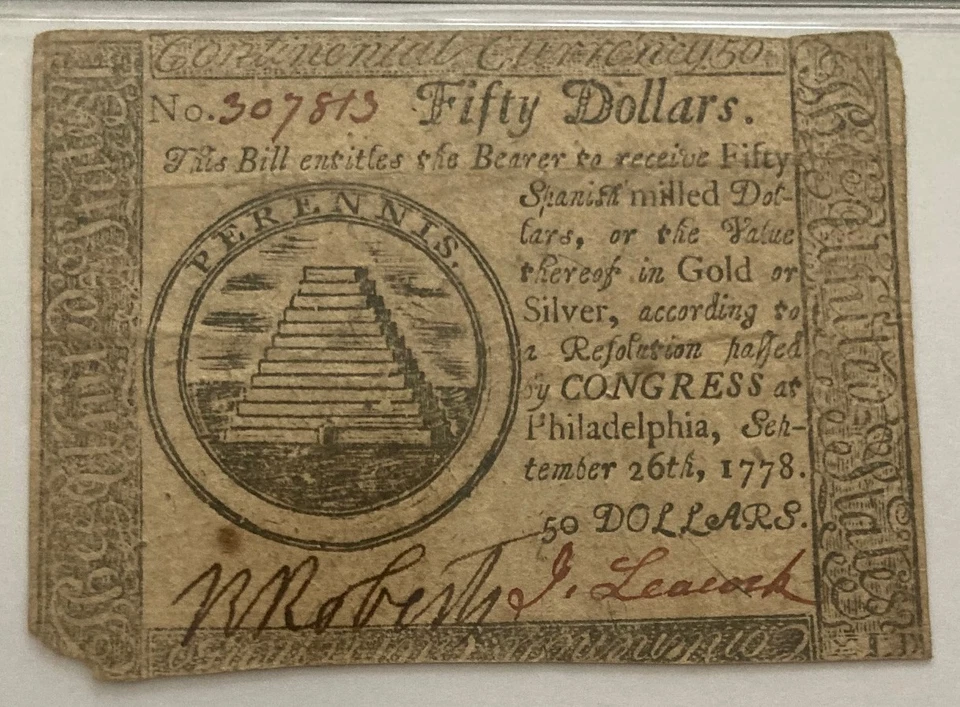 Continental Currency 50
No. 307813 Fifty Dollars.
This Bill entitles the Bearer to receive Fifty
Spanish milled Dol-
lars, or the Value
thereof in Gold or
Silver, according to
a Resolution passed
by CONGRESS at
Philadelphia, Sep-
tember 26th, 1778.
50 DOLLARS.
PERENNIS.
J. Leacock